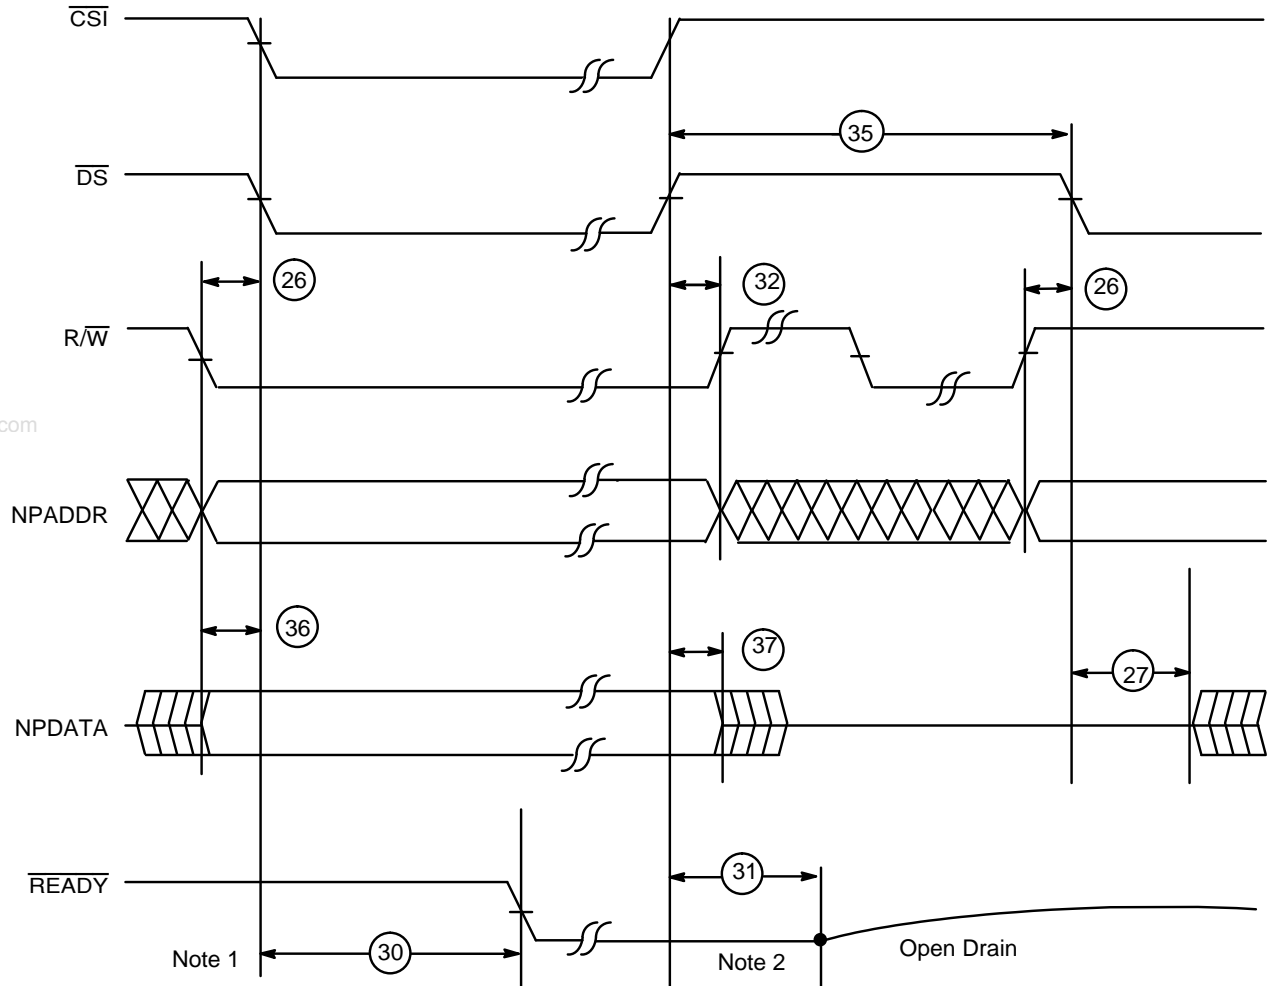 CSI
35
DS
26
32
26
R/W
com
NPADDR
36
37
27
NPDATA
31
READY
Note 1
30
Note 2
Open Drain